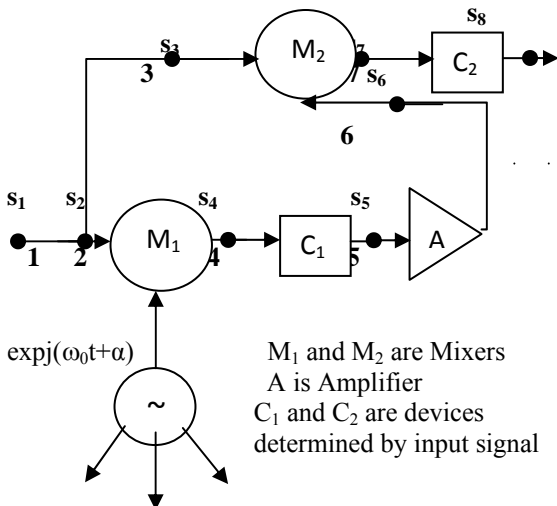 s8
s3
M2
7
C2
3
s6
6
s1
s2
s4
s5
M1
C1
A
1
2
4
5
expj(ω0t+α)
~
M1 and M2 are Mixers
A is Amplifier
C1 and C2 are devices
determined by input signal